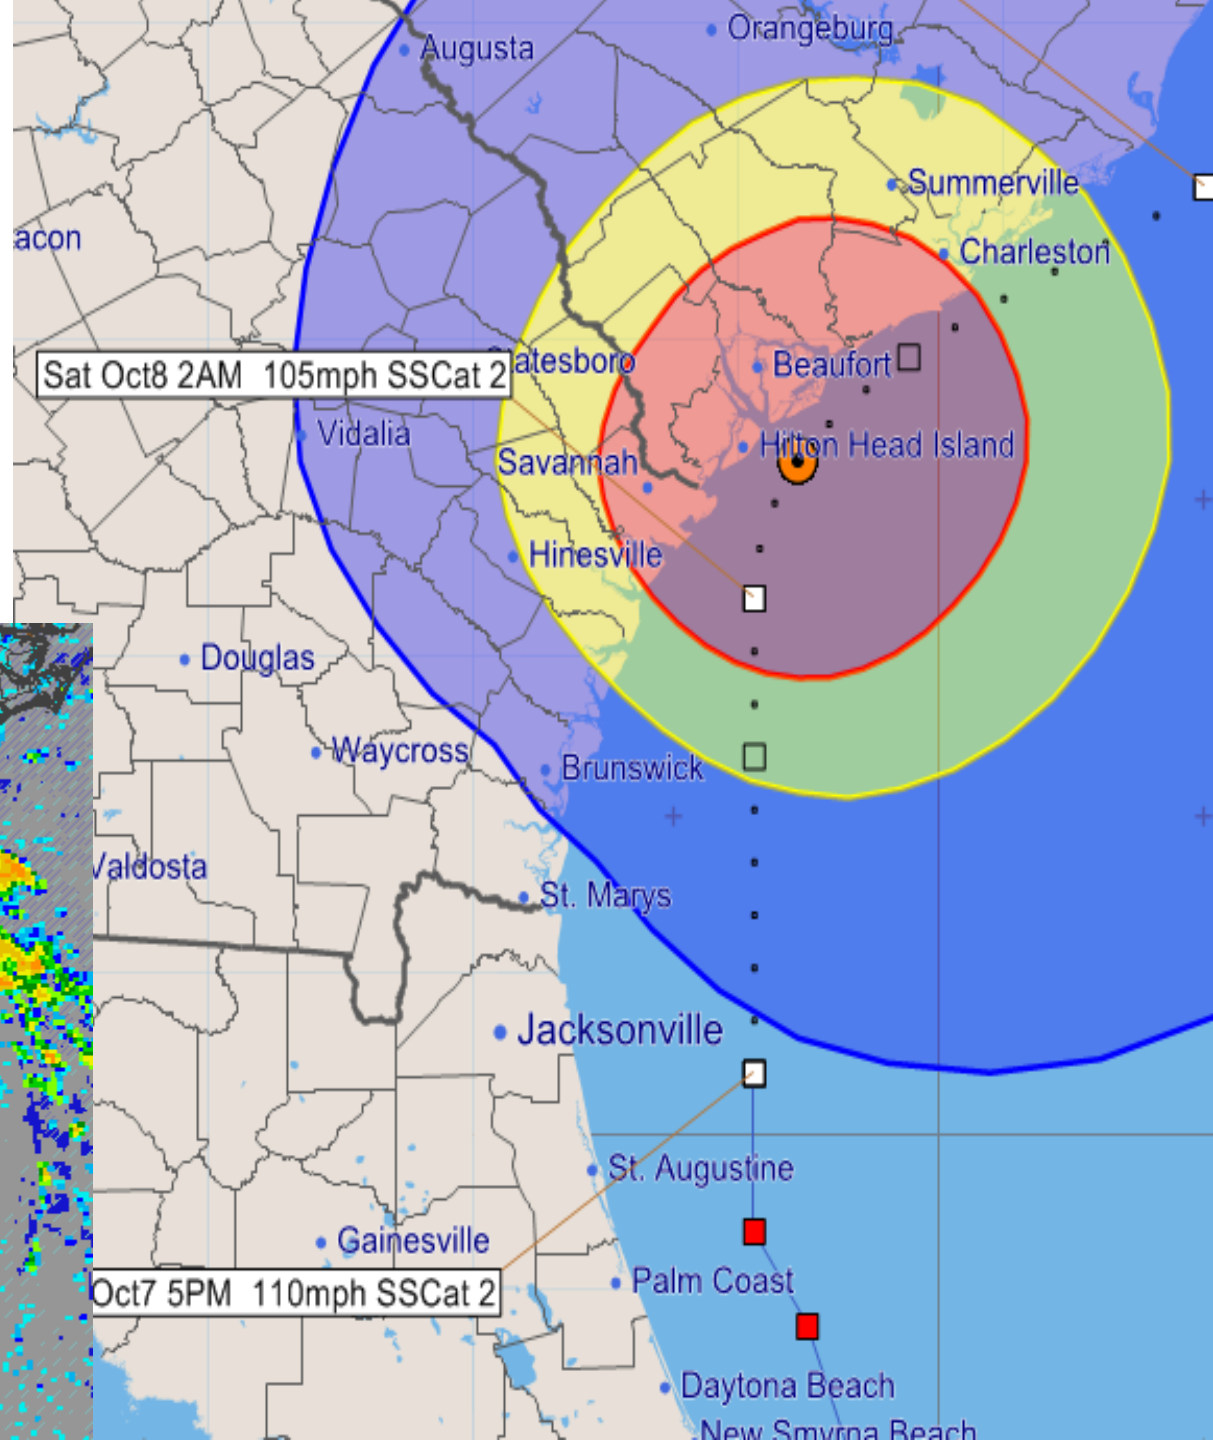 Orangeburg
Augusta
Summerville
acon
Charleston
atesboro
Beaufort
Sat Oct8 2AM 105mph SSCat 2
Vidalia
Hilton Head Island
Savannah
Hinesville
Douglas
Waycross
Brunswick
Valdosta
St. Marys
Jacksonville
St. Augustine
Gainesville
Palm Coast
Oct7 5PM 110mph SSCat 2
Daytona Beach
New Smyrna Beach